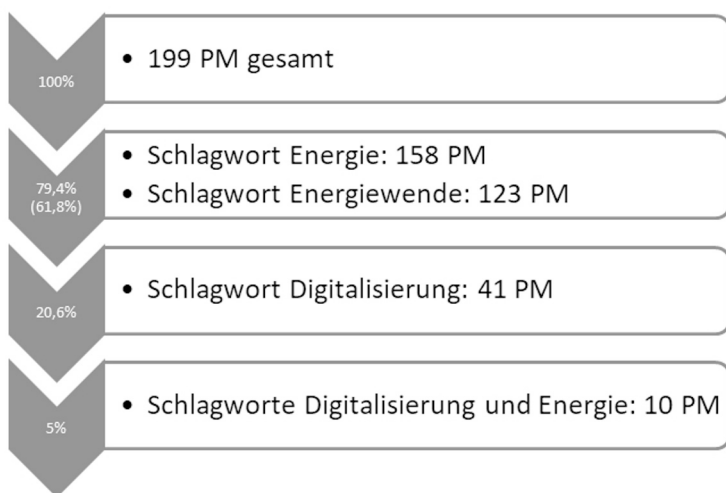 100%
• 199 PM gesamt
79,4%
(61,8%)
• Schlagwort Energie: 158 PM
• Schlagwort Energiewende: 123 PM
20,6%
• Schlagwort Digitalisierung: 41 PM
5%
• Schlagworte Digitalisierung und Energie: 10 PM